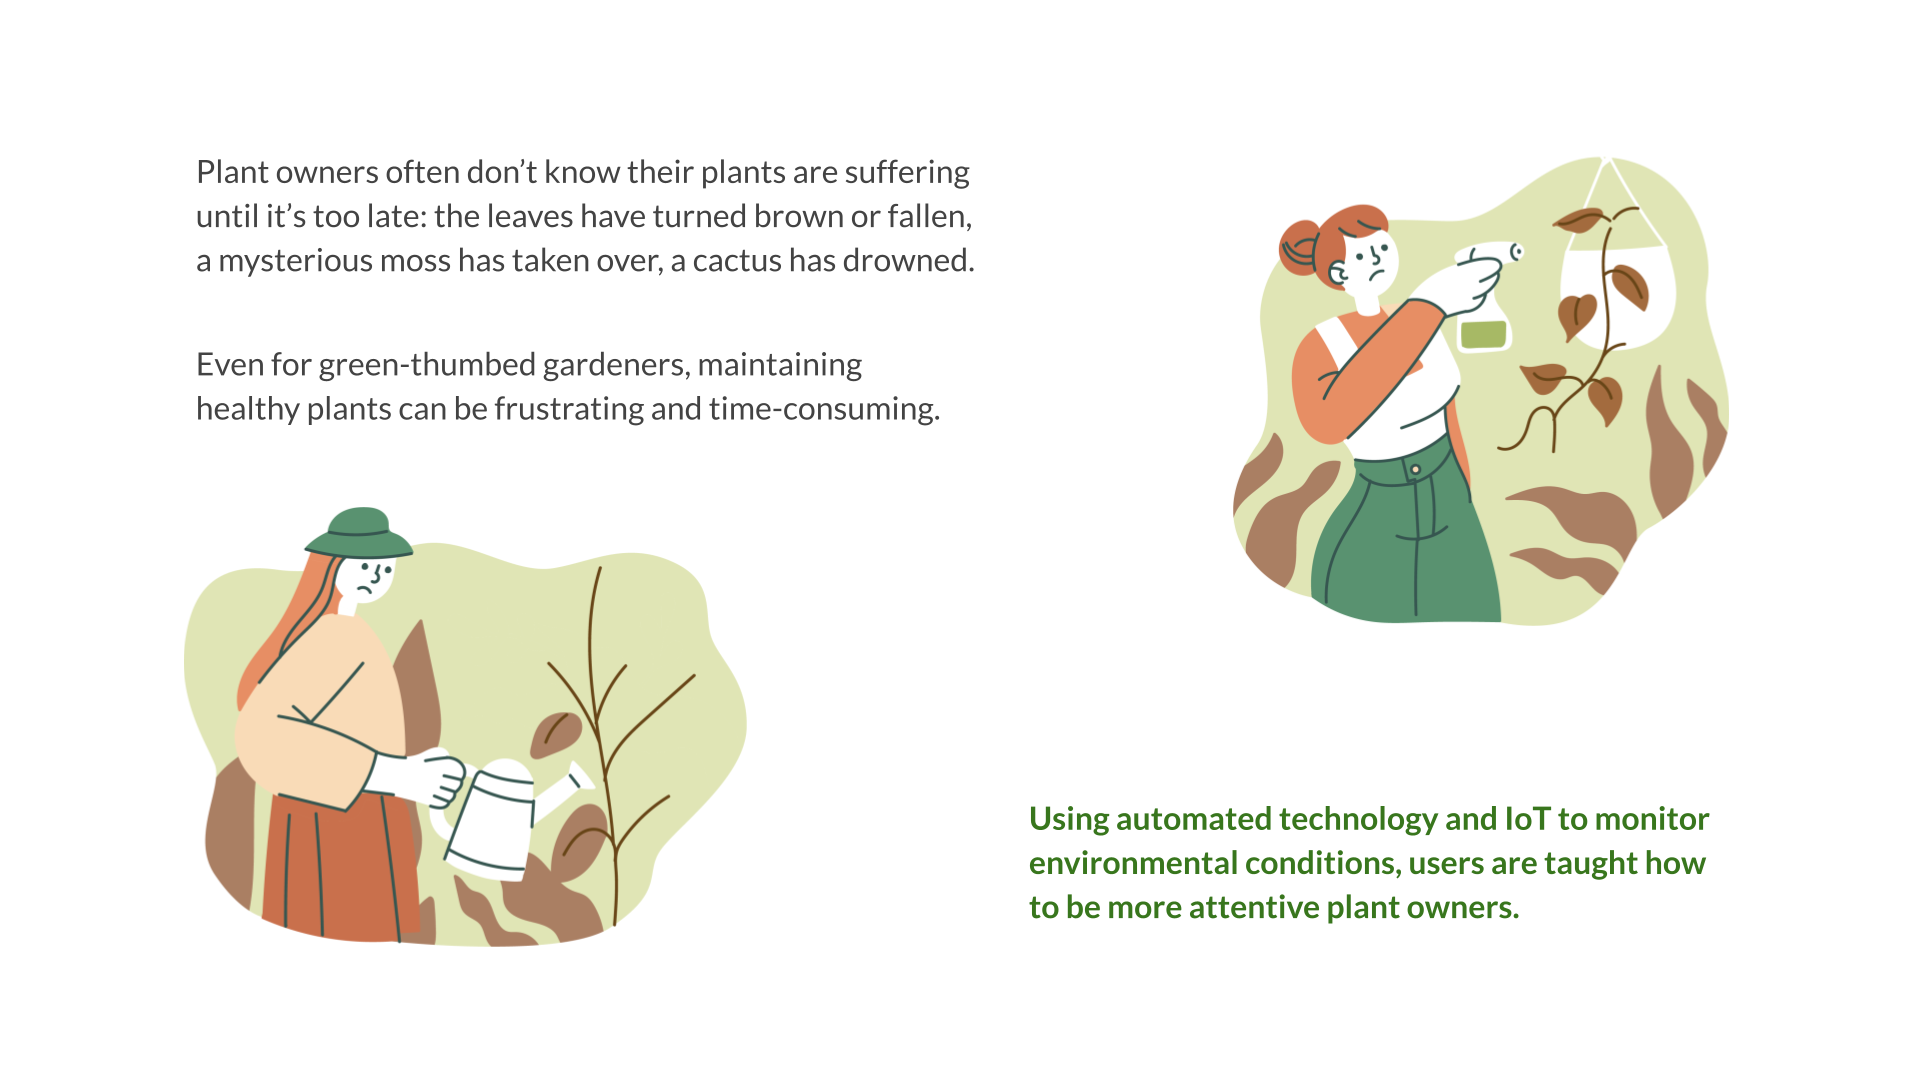 Plant owners often don’t know their plants are suffering
until it’s too late: the leaves have turned brown or fallen,
a mysterious moss has taken over, a cactus has drowned.
Even for green-thumbed gardeners, maintaining
healthy plants can be frustrating and time-consuming.
Using automated technology and IoT to monitor
environmental conditions, users are taught how
to be more attentive plant owners.